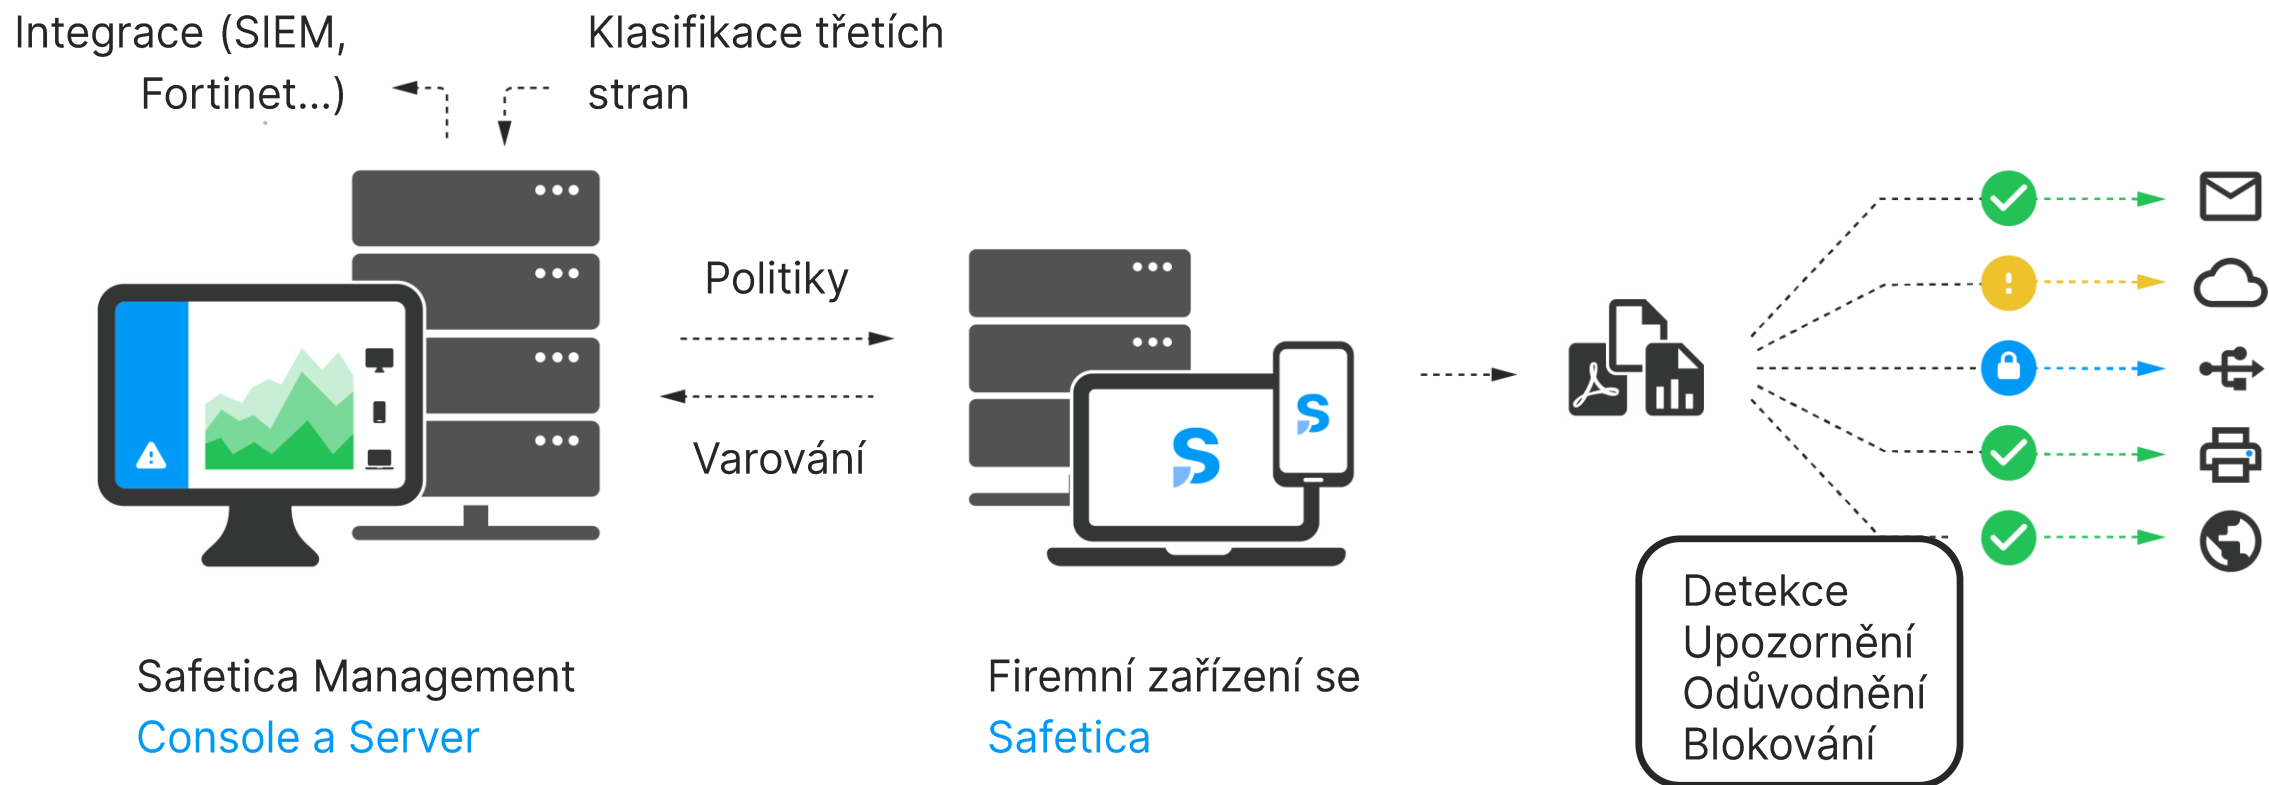 Integrace (SIEM,
Fortinet...)
Klasifikace třetích
stran
Politiky
Varování
Safetica Management
Console a Server
Firemní zařízení se
Safetica
Detekce
Upozornění
Odůvodnění
Blokování